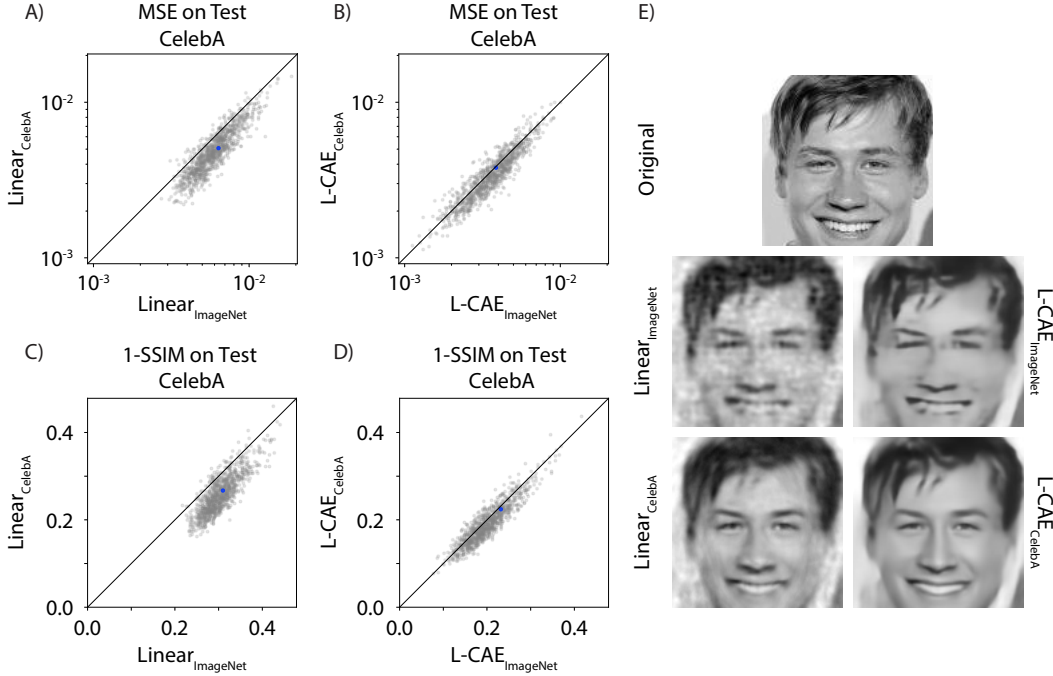 A)
MSE on Test
CelebA
Linear_CelebA
10⁻²
10⁻³
10⁻³
10⁻²
Linear_ImageNet
B)
MSE on Test
CelebA
L-CAE_CelebA
10⁻²
10⁻³
10⁻³
10⁻²
L-CAE_ImageNet
C)
1-SSIM on Test
CelebA
Linear_CelebA
0.4
0.2
0.0
0.0
0.2
0.4
Linear_ImageNet
D)
1-SSIM on Test
CelebA
L-CAE_CelebA
0.4
0.2
0.0
0.0
0.2
0.4
L-CAE_ImageNet
E)
Original
Linear_ImageNet
L-CAE_ImageNet
Linear_CelebA
L-CAE_CelebA